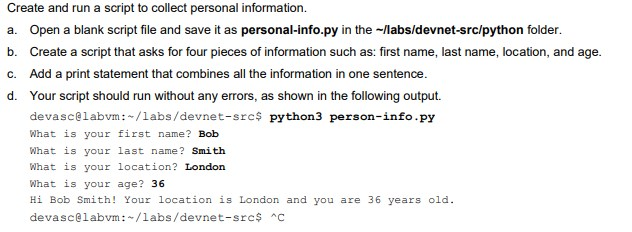 Create and run a script to collect personal information.
a. Open a blank script file and save it as personal-info.py in the ~/labs/devnet-src/python folder.
b. Create a script that asks for four pieces of information such as: first name, last name, location, and age.
c. Add a print statement that combines all the information in one sentence.
d. Your script should run without any errors, as shown in the following output.
devasc@labvm:~/labs/devnet-src$ python3 person-info.py
What is your first name? Bob
What is your last name? Smith
What is your location? London
What is your age? 36
Hi Bob Smith! Your location is London and you are 36 years old.
devasc@labvm:~/labs/devnet-src$ ^C